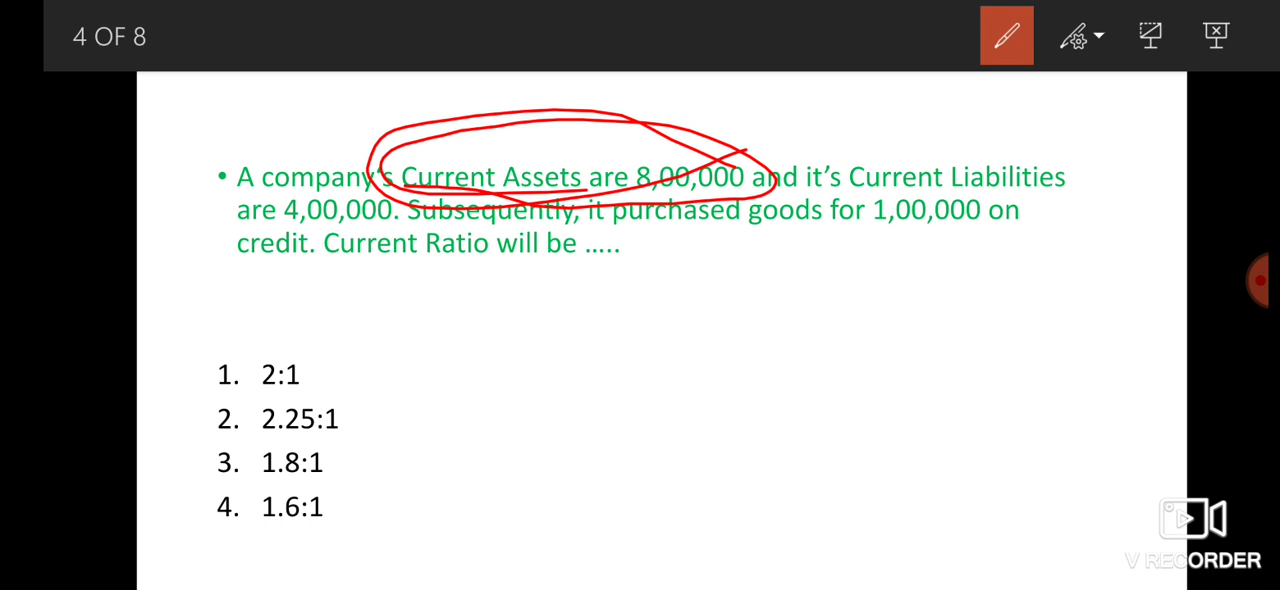 4 OF 8
• A company's Current Assets are 8,00,000 and it's Current Liabilities
are 4,00,000. Subsequently, it purchased goods for 1,00,000 on
credit. Current Ratio will be .....
1. 2:1
2. 2.25:1
3. 1.8:1
4. 1.6:1
V RECORDER